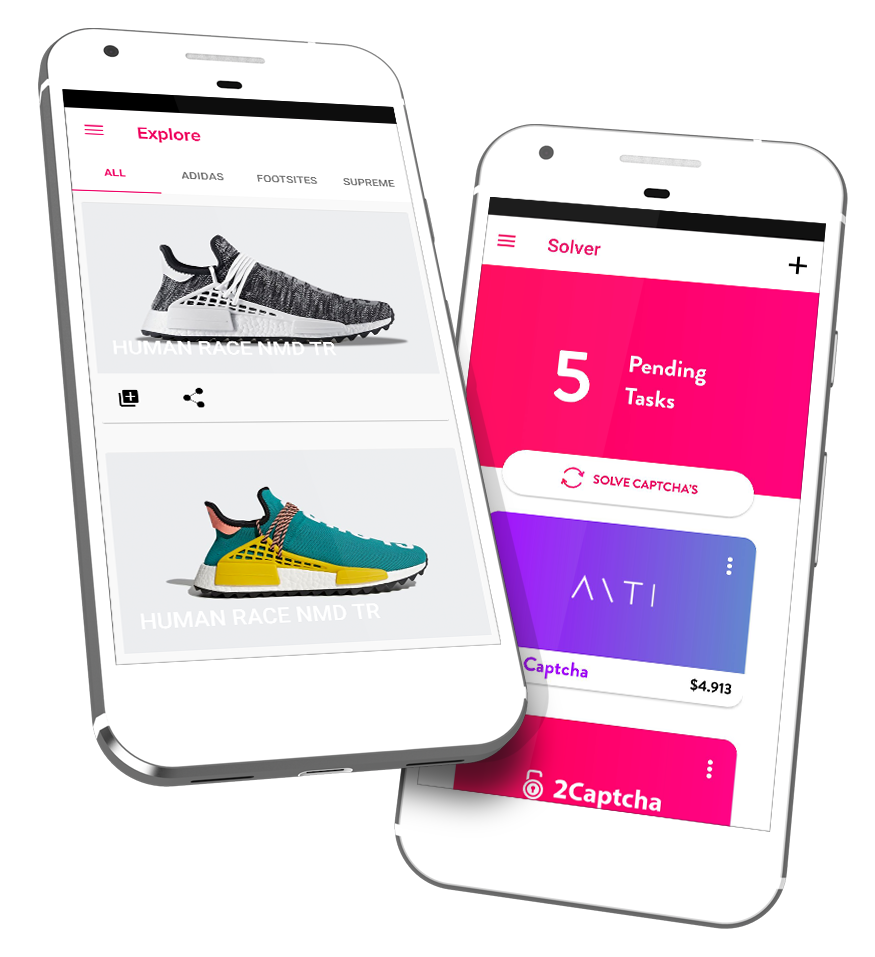 Explore
ALL
ADIDAS
FOOTSITES
SUPREME
HUMAN RACE NMD TR
HUMAN RACE NMD TR
Solver
5
Pending
Tasks
SOLVE CAPTCHA'S
ANTI
Captcha
$4.913
2Captcha